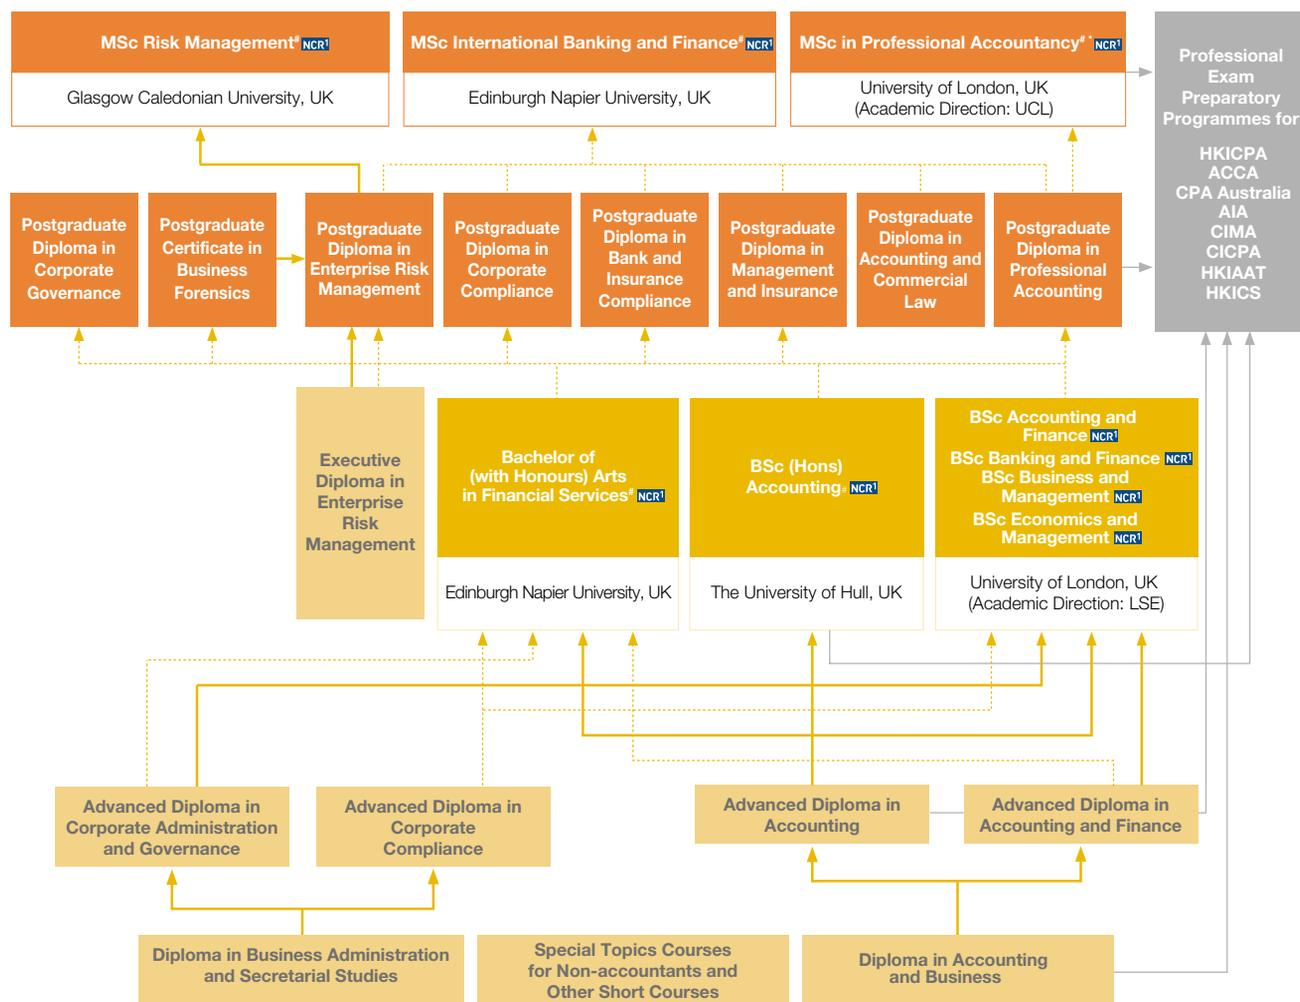 MSc Risk Management# NCR1
Glasgow Caledonian University, UK
MSc International Banking and Finance# NCR1
Edinburgh Napier University, UK
MSc in Professional Accountancy# * NCR1
University of London, UK
(Academic Direction: UCL)
Professional
Exam
Preparatory
Programmes for
HKICPA
ACCA
CPA Australia
AIA
CIMA
CICPA
HKIAAT
HKICS
Postgraduate
Diploma in
Corporate
Governance
Postgraduate
Certificate in
Business
Forensics
Postgraduate
Diploma in
Enterprise Risk
Management
Postgraduate
Diploma in
Corporate
Compliance
Postgraduate
Diploma in
Bank and
Insurance
Compliance
Postgraduate
Diploma in
Management
and Insurance
Postgraduate
Diploma in
Accounting and
Commercial
Law
Postgraduate
Diploma in
Professional
Accounting
Executive
Diploma in
Enterprise
Risk
Management
Bachelor of
(with Honours) Arts
in Financial Services# NCR1
Edinburgh Napier University, UK
BSc (Hons)
Accounting# NCR1
The University of Hull, UK
BSc Accounting and
Finance NCR1
BSc Banking and Finance NCR1
BSc Business and
Management NCR1
BSc Economics and
Management NCR1
University of London, UK
(Academic Direction: LSE)
Advanced Diploma in
Corporate Administration
and Governance
Advanced Diploma in
Corporate
Compliance
Advanced Diploma in
Accounting
Advanced Diploma in
Accounting and Finance
Diploma in Business Administration
and Secretarial Studies
Special Topics Courses
for Non-accountants and
Other Short Courses
Diploma in Accounting
and Business